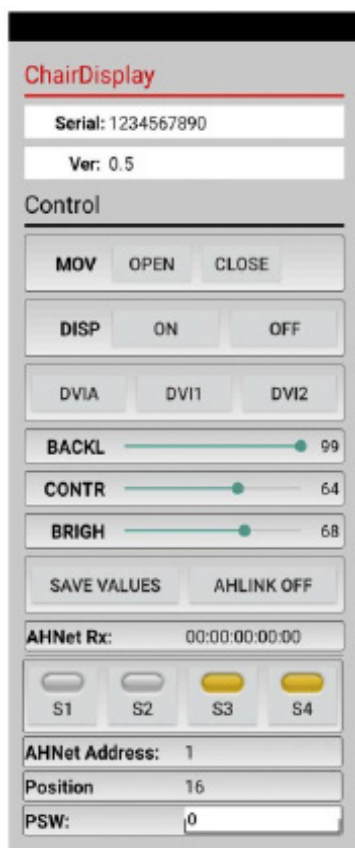 ChairDisplay
Serial: 1234567890
Ver: 0.5
Control
MOV OPEN CLOSE
DISP ON OFF
DVIA DVI1 DVI2
BACKL 99
CONTR 64
BRIGH 68
SAVE VALUES AHLINK OFF
AHNet Rx: 00:00:00:00:00
S1 S2 S3 S4
AHNet Address: 1
Position 16
PSW: 0